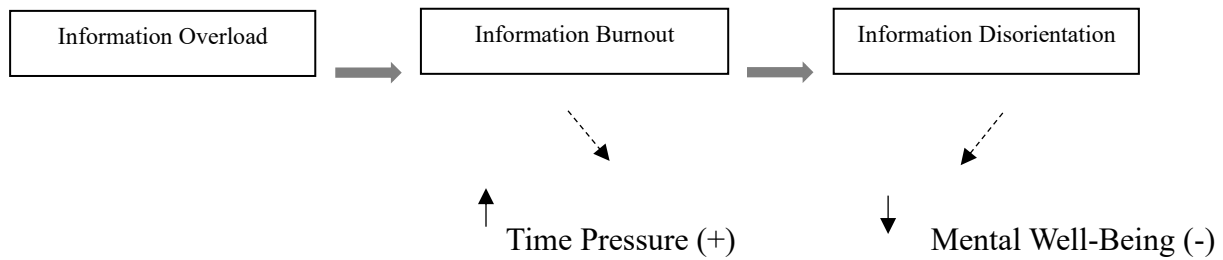 Information Overload
Information Burnout
Information Disorientation
Time Pressure (+)
Mental Well-Being (-)